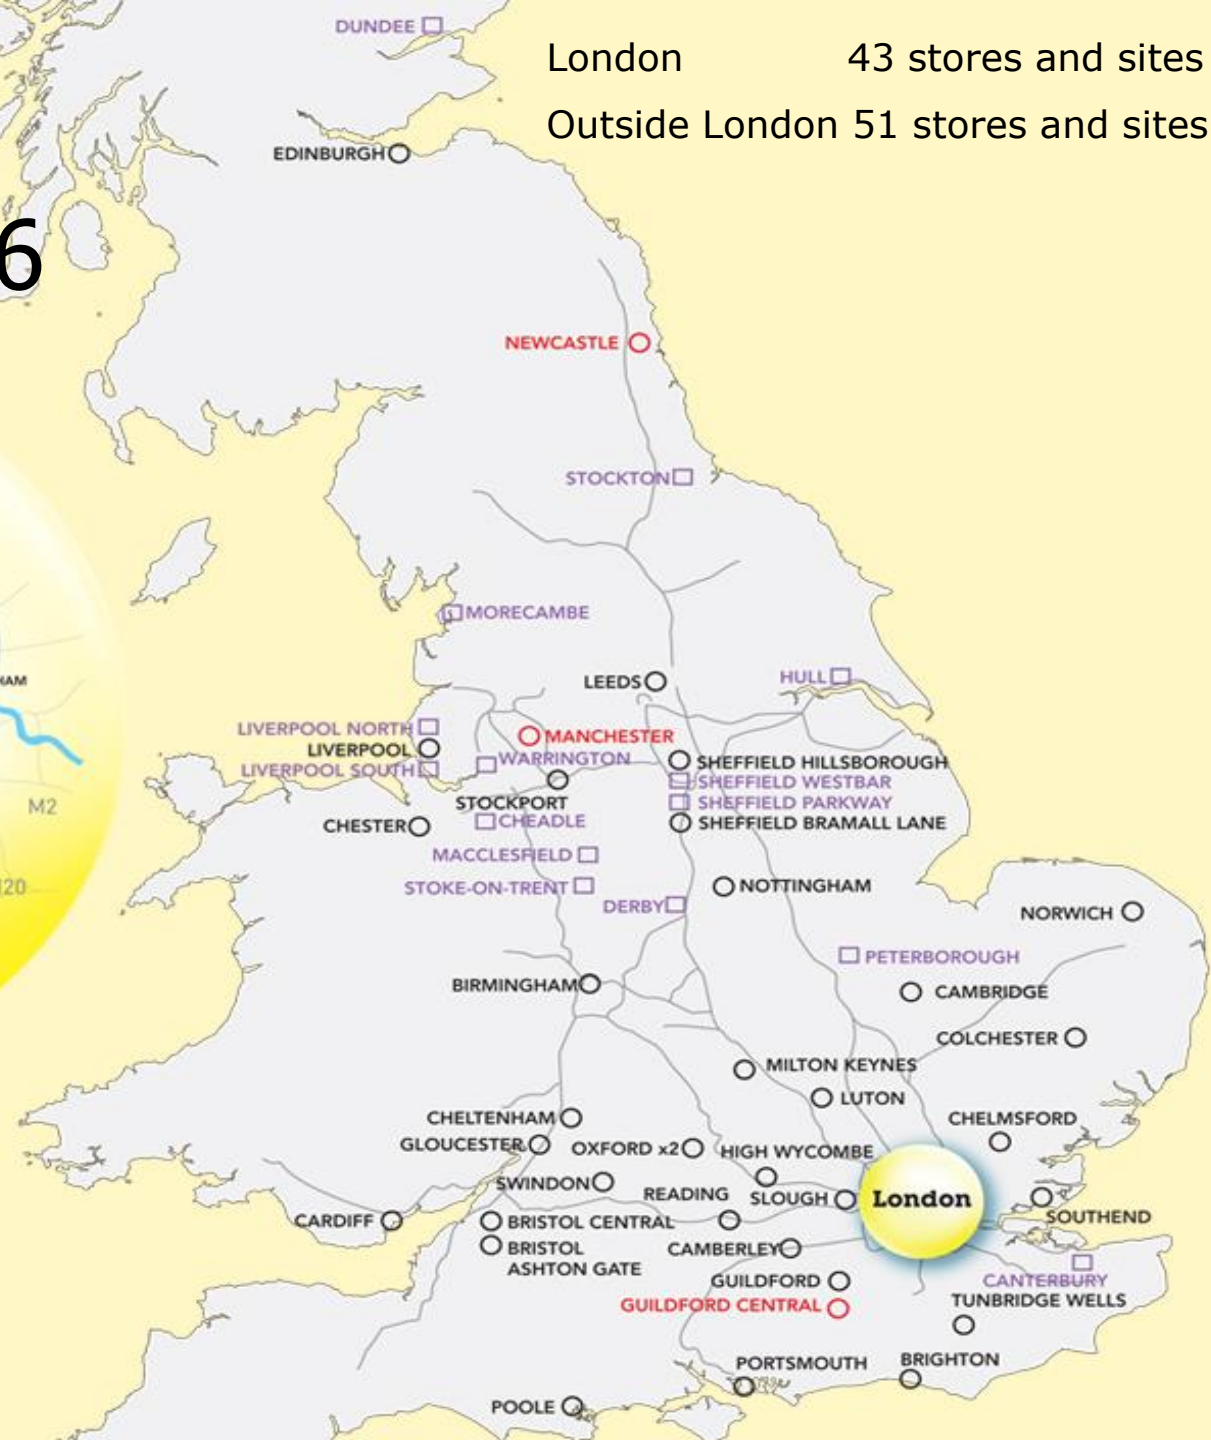 DUNDEE
London 43 stores and sites
Outside London 51 stores and sites
EDINBURGH
6
NEWCASTLE
STOCKTON
MORECAMBE
LEEDS
HULL
HAM
LIVERPOOL NORTH
MANCHESTER
LIVERPOOL
WARRINGTON
SHEFFIELD HILLSBOROUGH
LIVERPOOL SOUTH
SHEFFIELD WESTBAR
STOCKPORT
SHEFFIELD PARKWAY
M2
CHESTER
CHEADLE
SHEFFIELD BRAMALL LANE
MACCLESFIELD
STOKE-ON-TRENT
NOTTINGHAM
20
DERBY
NORWICH
PETERBOROUGH
BIRMINGHAM
CAMBRIDGE
COLCHESTER
MILTON KEYNES
LUTON
CHELTENHAM
CHELMSFORD
GLOUCESTER
OXFORD x2
HIGH WYCOMBE
SWINDON
READING
SLOUGH
London
CARDIFF
BRISTOL CENTRAL
SOUTHEND
BRISTOL
ASHTON GATE
CAMBERLEY
GUILDFORD
CANTERBURY
GUILDFORD CENTRAL
TUNBRIDGE WELLS
PORTSMOUTH
BRIGHTON
POOLE